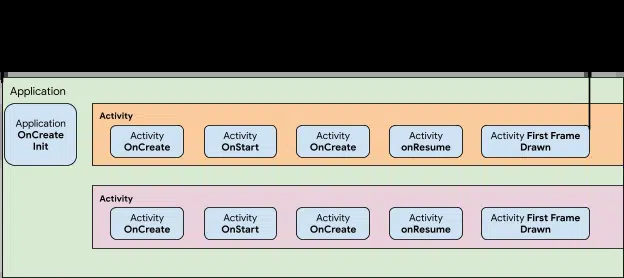 Application
Application
OnCreate
Init
Activity
Activity
OnCreate
Activity
OnStart
Activity
OnCreate
Activity
onResume
Activity First Frame
Drawn
Activity
Activity
OnCreate
Activity
OnStart
Activity
OnCreate
Activity
onResume
Activity First Frame
Drawn